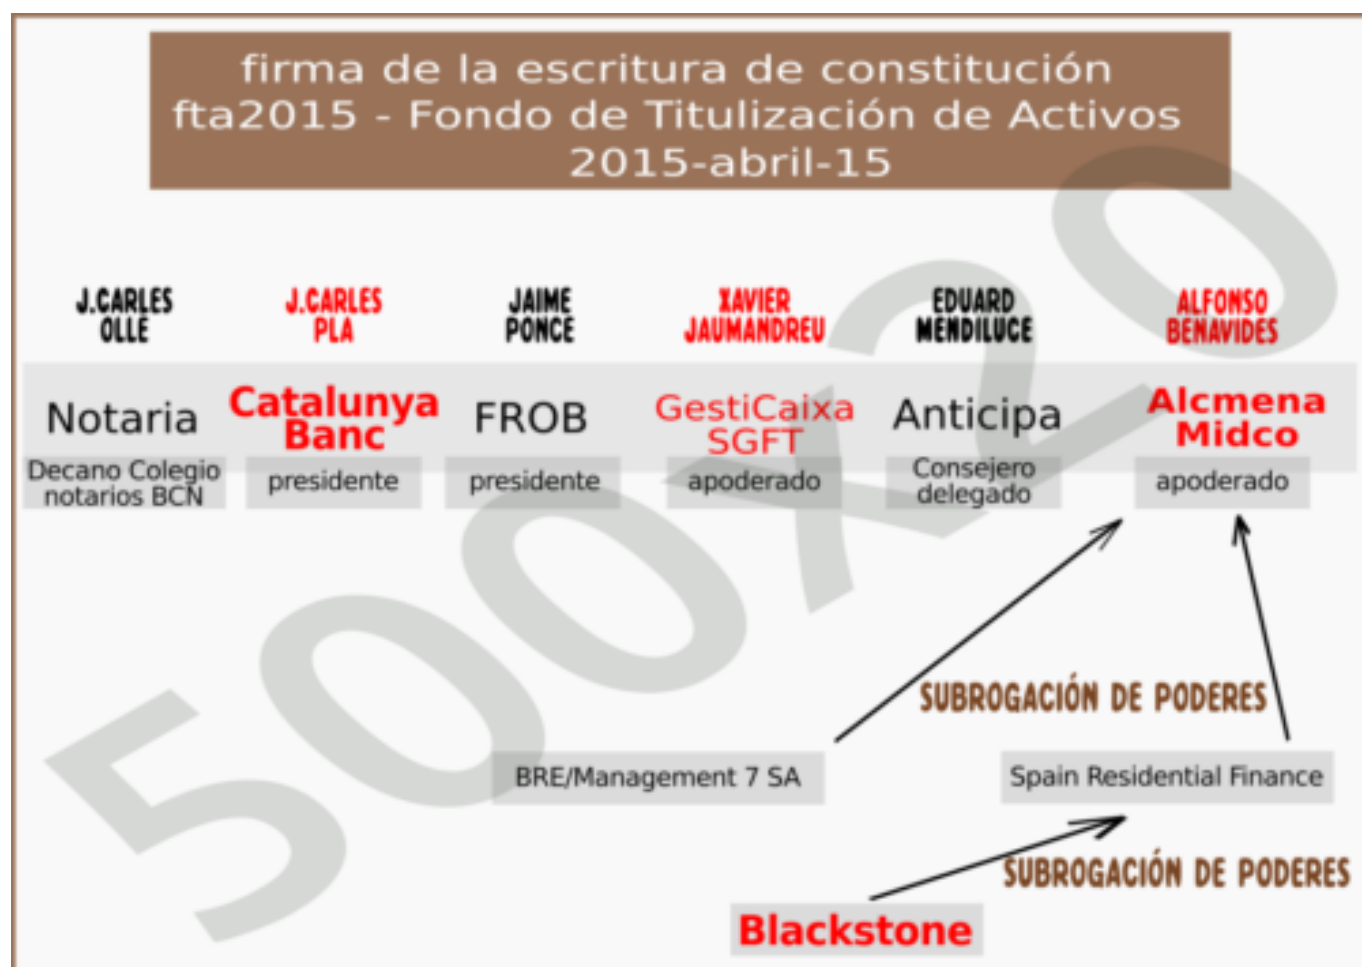 firma de la escritura de constitución
fta2015 - Fondo de Titulización de Activos
2015-abril-15
J.CARLES
OLLÉ
J.CARLES
PLA
JAIME
PONCE
XAVIER
JAUMANDREU
EDUARD
MENDILUCE
ALFONSO
BENAVIDES
Notaria
Catalunya
Banc
FROB
GestiCaixa
SGFT
Anticipa
Alcmena
Midco
Decano Colegio
notarios BCN
presidente
presidente
apoderado
Consejero
delegado
apoderado
SUBROGACIÓN DE PODERES
BRE/Management 7 SA
Spain Residential Finance
SUBROGACIÓN DE PODERES
Blackstone
500x20